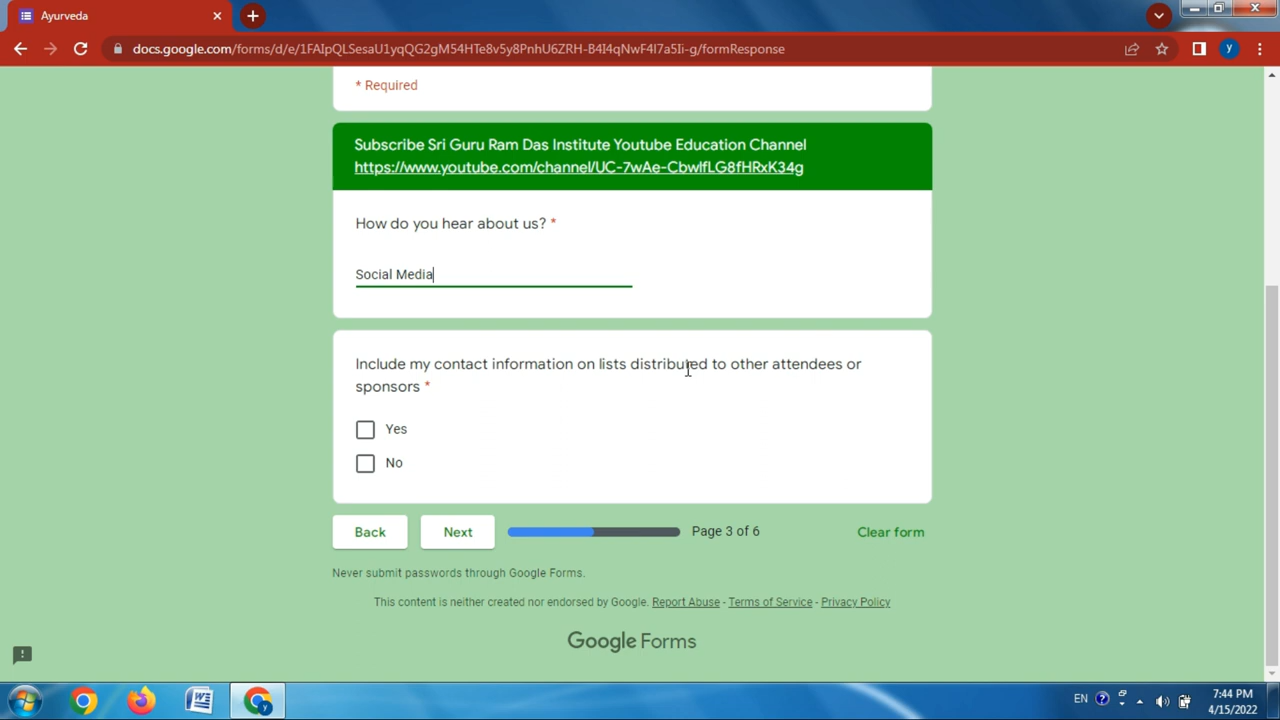 Ayurveda
docs.google.com/forms/d/e/1FAIpQLSesaU1yqQG2gM54HTe8v5y8PnhU6ZRH-B4I4qNwF4I7a5Ii-g/formResponse
y
* Required
Subscribe Sri Guru Ram Das Institute Youtube Education Channel
https://www.youtube.com/channel/UC-7wAe-CbwlfLG8fHRxK34g
How do you hear about us? *
Social Media
Include my contact information on lists distributed to other attendees or
sponsors *
Yes
No
Back
Next
Page 3 of 6
Clear form
Never submit passwords through Google Forms.
This content is neither created nor endorsed by Google. Report Abuse - Terms of Service - Privacy Policy
Google Forms
EN
7:44 PM
4/15/2022